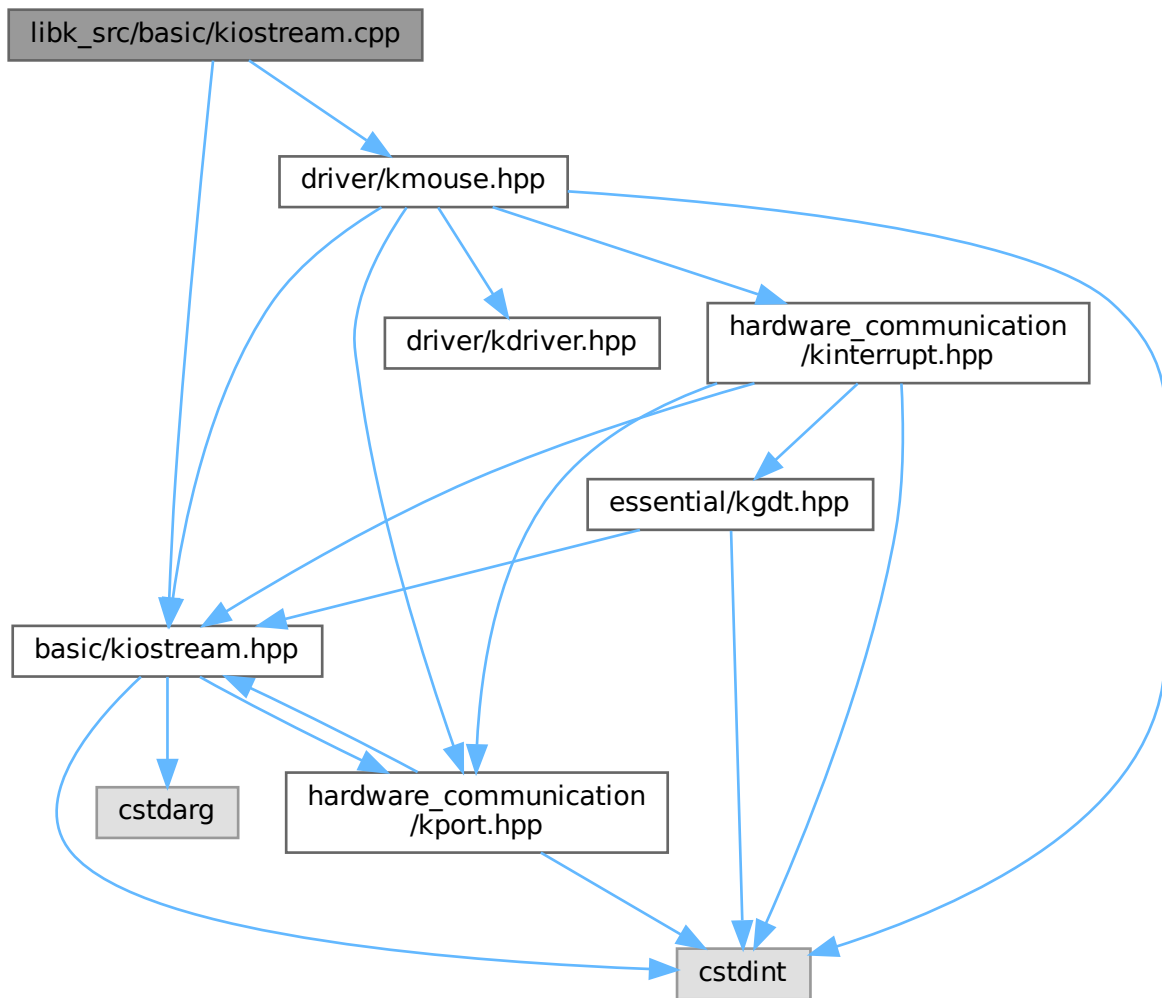 libk_src/basic/kiostream.cpp
driver/kmouse.hpp
driver/kdriver.hpp
hardware_communication
/kinterrupt.hpp
essential/kgdt.hpp
basic/kiostream.hpp
cstdarg
hardware_communication
/kport.hpp
cstdint